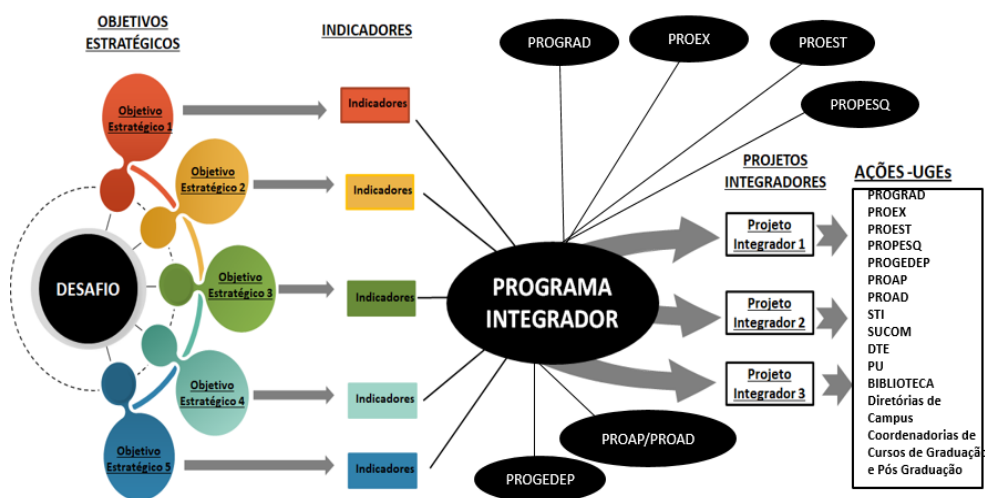 OBJETIVOS
ESTRATÉGICOS
INDICADORES
DESAFIO
Objetivo
Estratégico 1
Objetivo
Estratégico 2
Objetivo
Estratégico 3
Objetivo
Estratégico 4
Objetivo
Estratégico 5
Indicadores
Indicadores
Indicadores
Indicadores
Indicadores
PROGRAD
PROEX
PROEST
PROPESQ
PROGRAMA
INTEGRADOR
PROAP/PROAD
PROGEDEP
PROJETOS
INTEGRADORES
Projeto
Integrador 1
Projeto
Integrador 2
Projeto
Integrador 3
AÇÕES -UGEs
PROGRAD
PROEX
PROEST
PROPESQ
PROGEDEP
PROAP
PROAD
STI
SUCOM
DTE
PU
BIBLIOTECA
Diretórias de
Campus
Coordenadorias de
Cursos de Graduaçã
e Pós Graduação